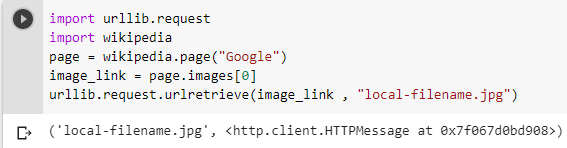 import urllib.request
import wikipedia
page = wikipedia.page("Google")
image_link = page.images[0]
urllib.request.urlretrieve(image_link , "local-filename.jpg")
('local-filename.jpg', <http.client.HTTPMessage at 0x7f067d0bd908>)